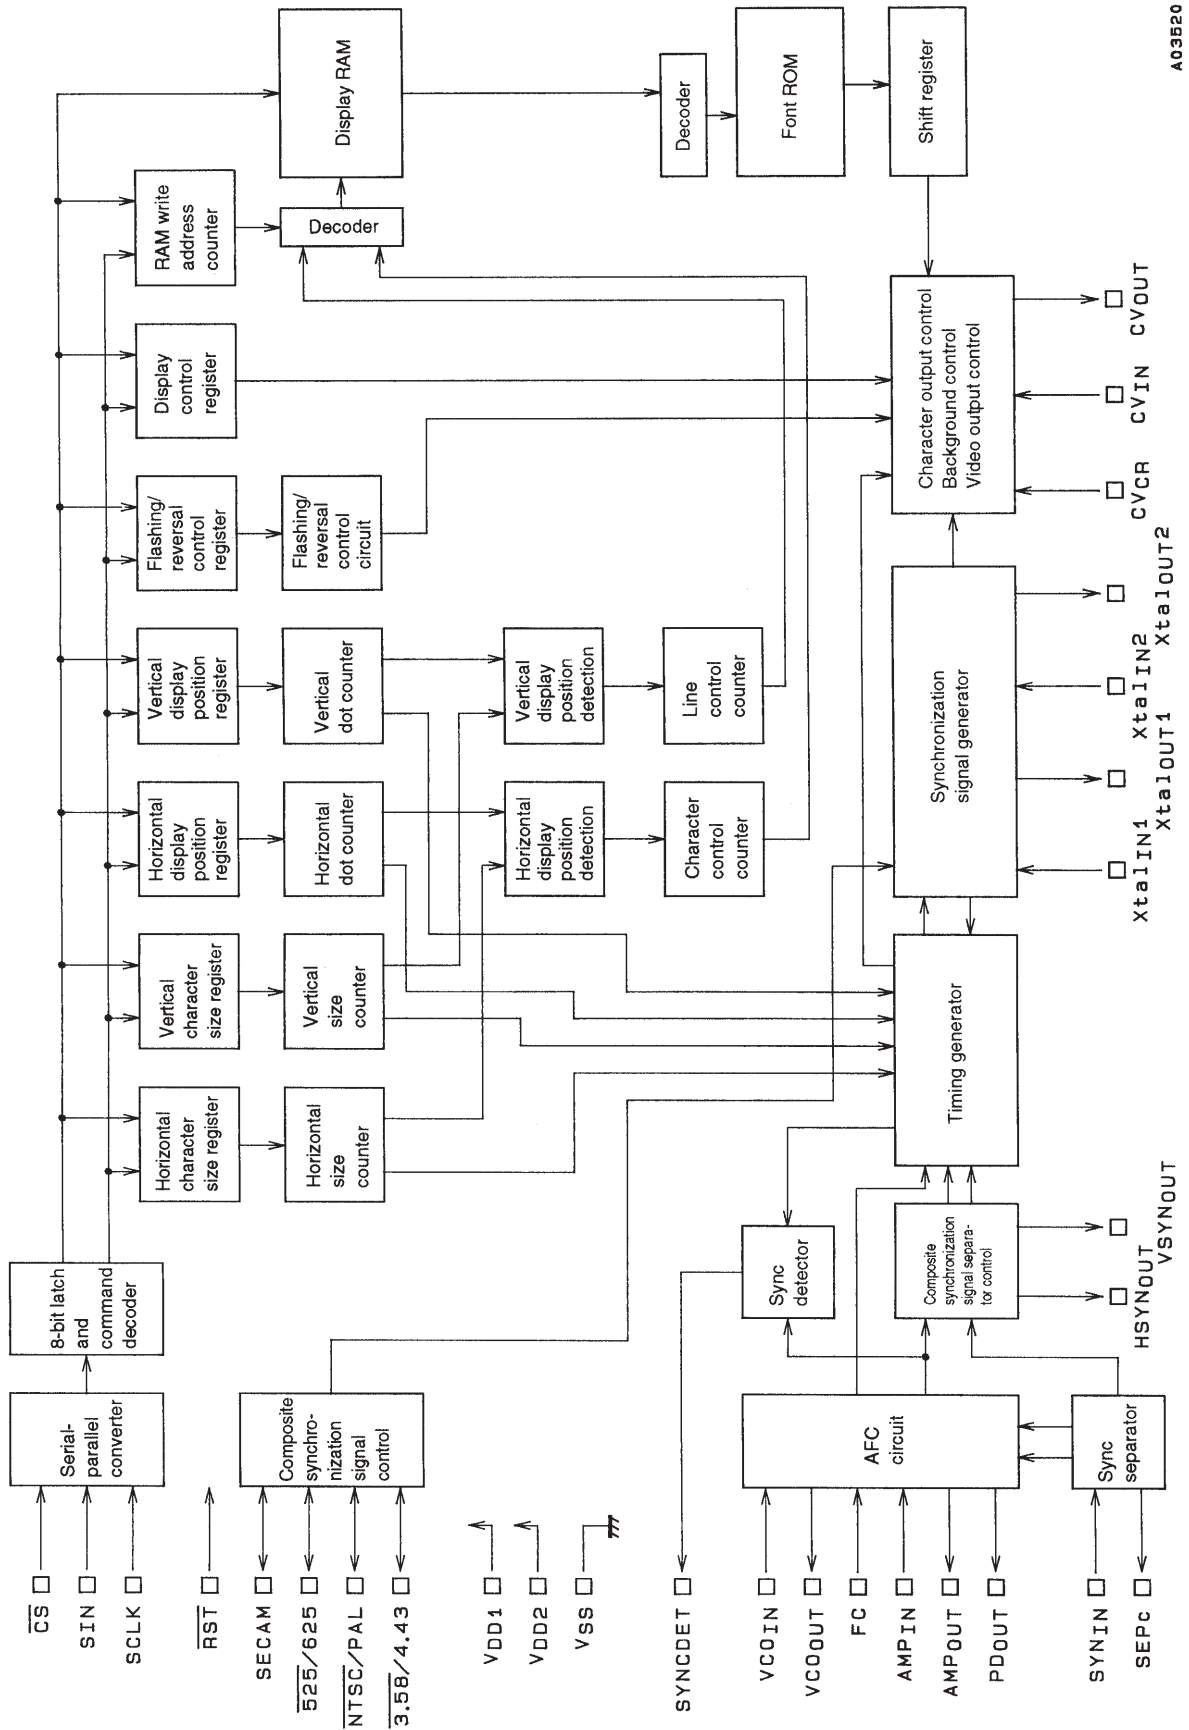 A03520
Display RAM
Decoder
Font ROM
Shift register
RAM write
address
counter
Decoder
Display
control
register
Flashing/
reversal
control
register
Flashing/
reversal
control
circuit
Character output control
Background control
Video output control
CVOUT
CVIN
CVCR
Vertical
display
position
register
Vertical
dot counter
Vertical
display
position
detection
Line
control
counter
Horizontal
display
position
register
Horizontal
dot counter
Horizontal
display
position
detection
Character
control
counter
Synchronization
signal generator
XtalOUT2
XtalIN2
XtalOUT1
XtalIN1
Vertical
character
size register
Vertical
size
counter
Horizontal
character
size register
Horizontal
size
counter
Timing generator
8-bit latch
and
command
decoder
Serial-
parallel
converter
Composite
synchro-
nization
signal
control
Sync
detector
Composite
synchronization
signal separa-
tor control
VSYNOUT
HSYNOUT
AFC
circuit
Sync
separator
CS
SIN
SCLK
RST
SECAM
525/625
NTSC/PAL
3.58/4.43
VDD1
VDD2
VSS
SYNCDET
VCOIN
VCOOUT
FC
AMPIN
AMPOUT
PDOUT
SYNIN
SEPC